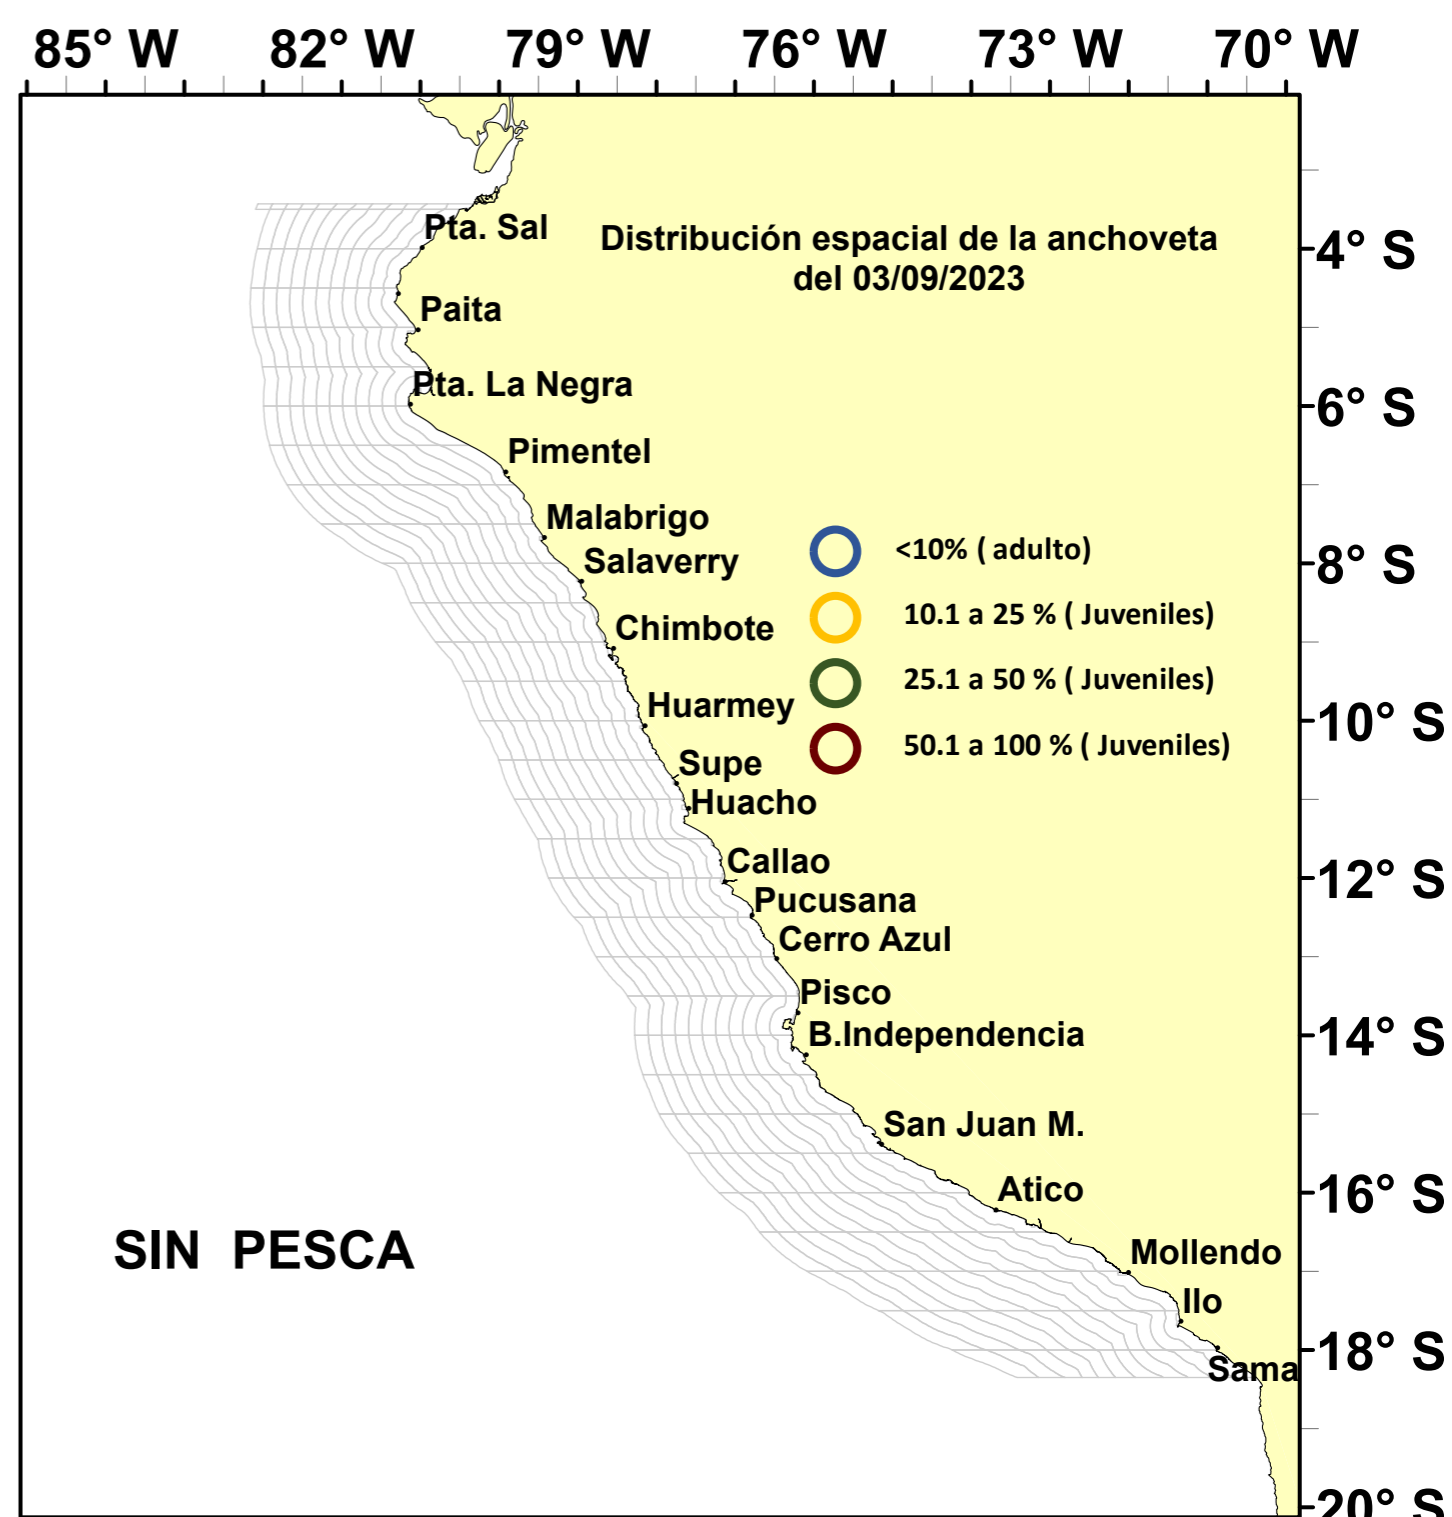 85° W 82° W 79° W 76° W 73° W 70° W
Distribución espacial de la anchoveta
del 03/09/2023
Pta. Sal
4° S
Paita
Pta. La Negra
6° S
Pimentel
Malabrigo
Salaverry
<10% ( adulto)
8° S
10.1 a 25 % ( Juveniles)
Chimbote
25.1 a 50 % ( Juveniles)
Huarmey
10° S
50.1 a 100 % ( Juveniles)
Supe
Huacho
Callao
12° S
Pucusana
Cerro Azul
Pisco
B.Independencia
14° S
San Juan M.
Atico
16° S
SIN PESCA
Mollendo
Ilo
18° S
Sama
20° S